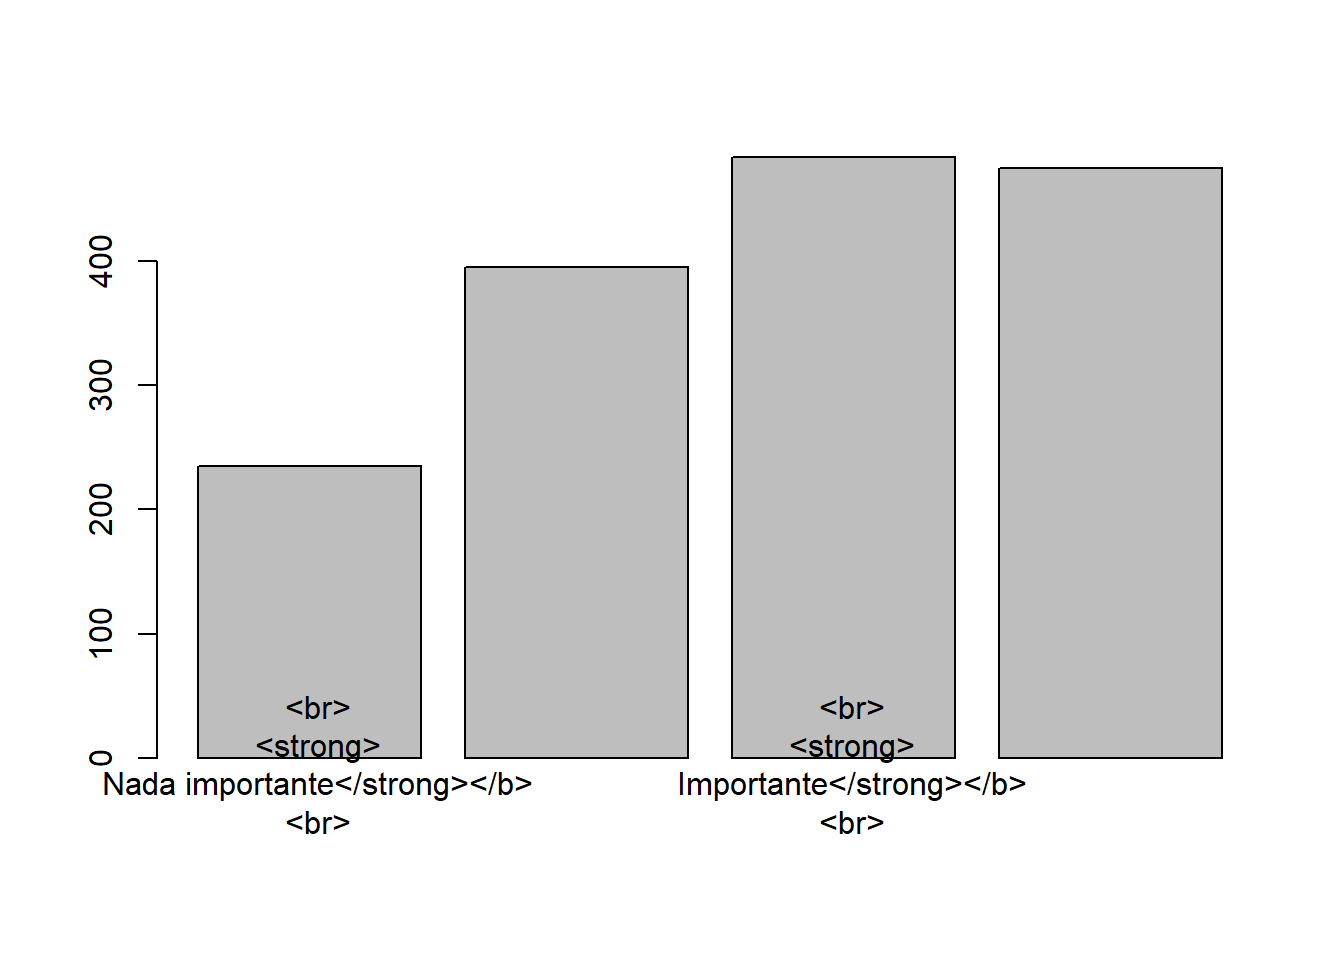 400
300
200
100
0
<br>
<strong>
Nada importante</strong></b>
<br>
<br>
<strong>
Importante</strong></b>
<br>